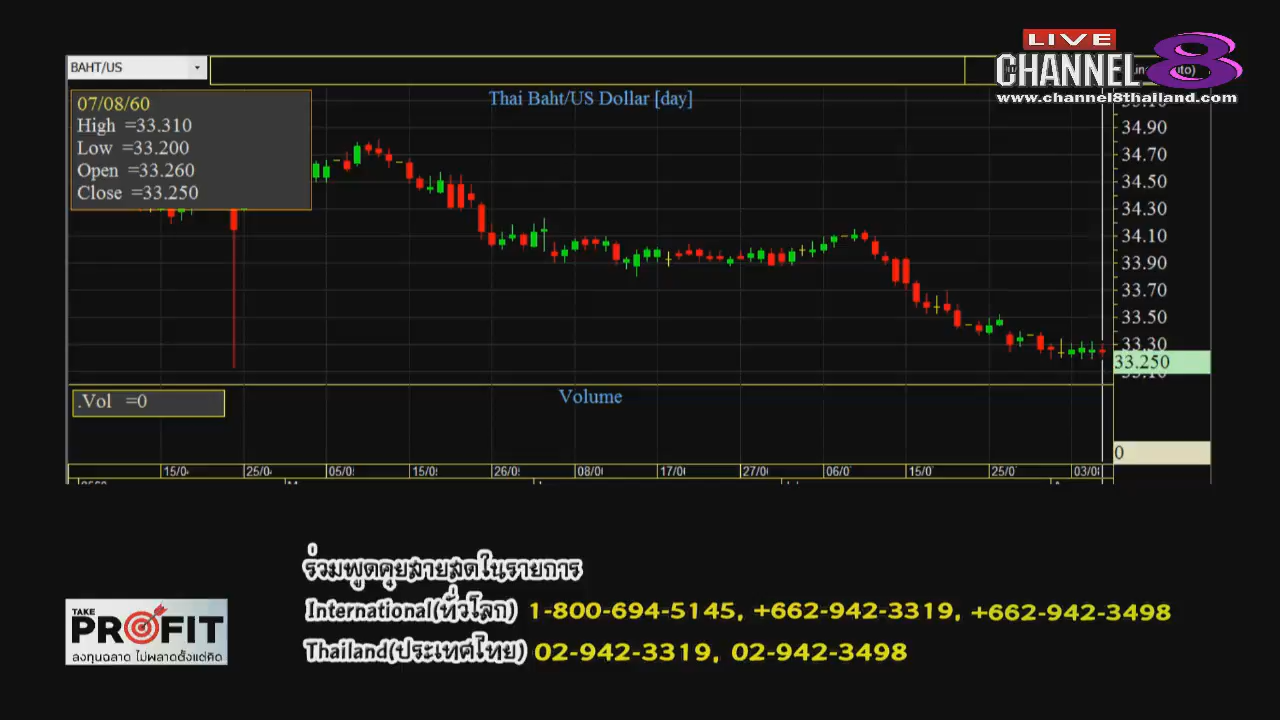 LIVE
CHANNEL 8
www.channel8thailand.com
BAHT/US
Thai Baht/US Dollar [day]
07/08/60
High =33.310
Low =33.200
Open =33.260
Close =33.250
34.90
34.70
34.50
34.30
34.10
33.90
33.70
33.50
33.30
33.250
.Vol =0
Volume
0
15/0 25/0 05/0 15/0 26/0 08/0 17/0 27/0 06/0 15/0 25/0 03/0
ร่วมพูดคุยสายสดในรายการ
International(ทั่วโลก) 1-800-694-5145, +662-942-3319, +662-942-3498
Thailand(ประเทศไทย) 02-942-3319, 02-942-3498
TAKE
PROFIT
ลงทุนฉลาด ไม่พลาดตั้งแต่คิด